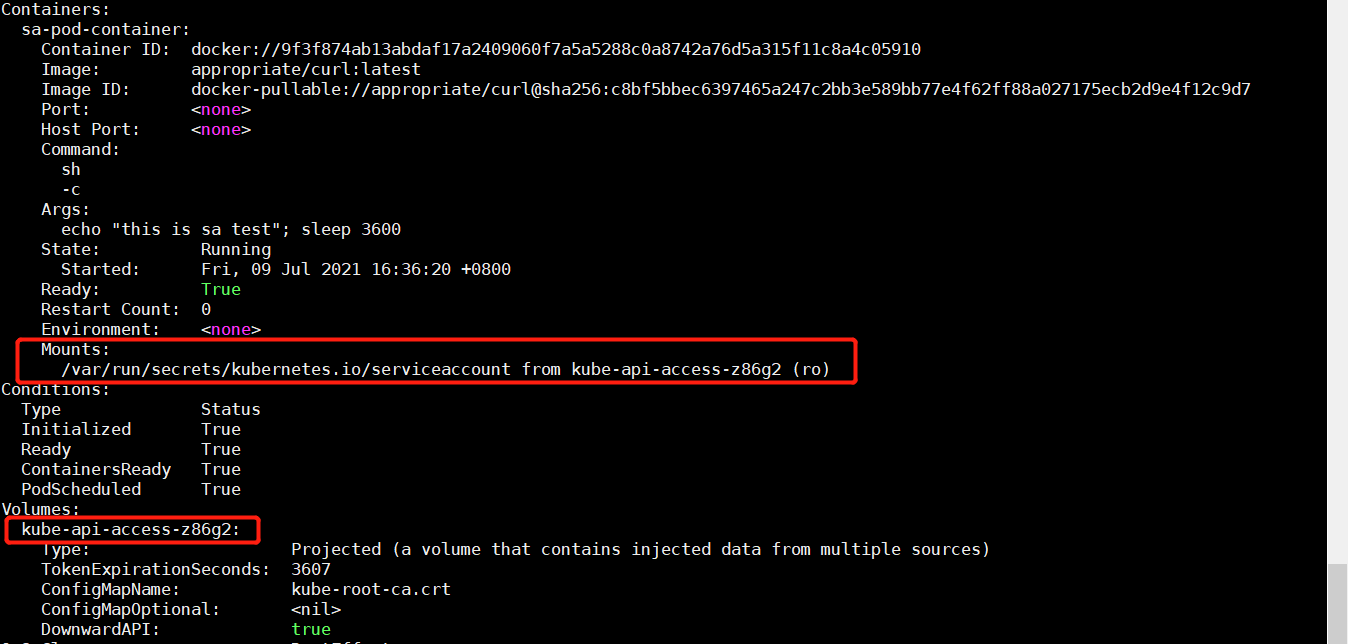 Containers:
  sa-pod-container:
    Container ID:  docker://9f3f874ab13abdaf17a2409060f7a5a5288c0a8742a76d5a315f11c8a4c05910
    Image:         appropriate/curl:latest
    Image ID:      docker-pullable://appropriate/curl@sha256:c8bf5bbec6397465a247c2bb3e589bb77e4f62ff88a027175ecb2d9e4f12c9d7
    Port:          <none>
    Host Port:     <none>
    Command:
      sh
      -c
    Args:
      echo "this is sa test"; sleep 3600
    State:          Running
      Started:      Fri, 09 Jul 2021 16:36:20 +0800
    Ready:          True
    Restart Count:  0
    Environment:    <none>
    Mounts:
      /var/run/secrets/kubernetes.io/serviceaccount from kube-api-access-z86g2 (ro)
Conditions:
  Type              Status
  Initialized       True
  Ready             True
  ContainersReady   True
  PodScheduled      True
Volumes:
  kube-api-access-z86g2:
    Type:                    Projected (a volume that contains injected data from multiple sources)
    TokenExpirationSeconds:  3607
    ConfigMapName:           kube-root-ca.crt
    ConfigMapOptional:       <nil>
    DownwardAPI:             true